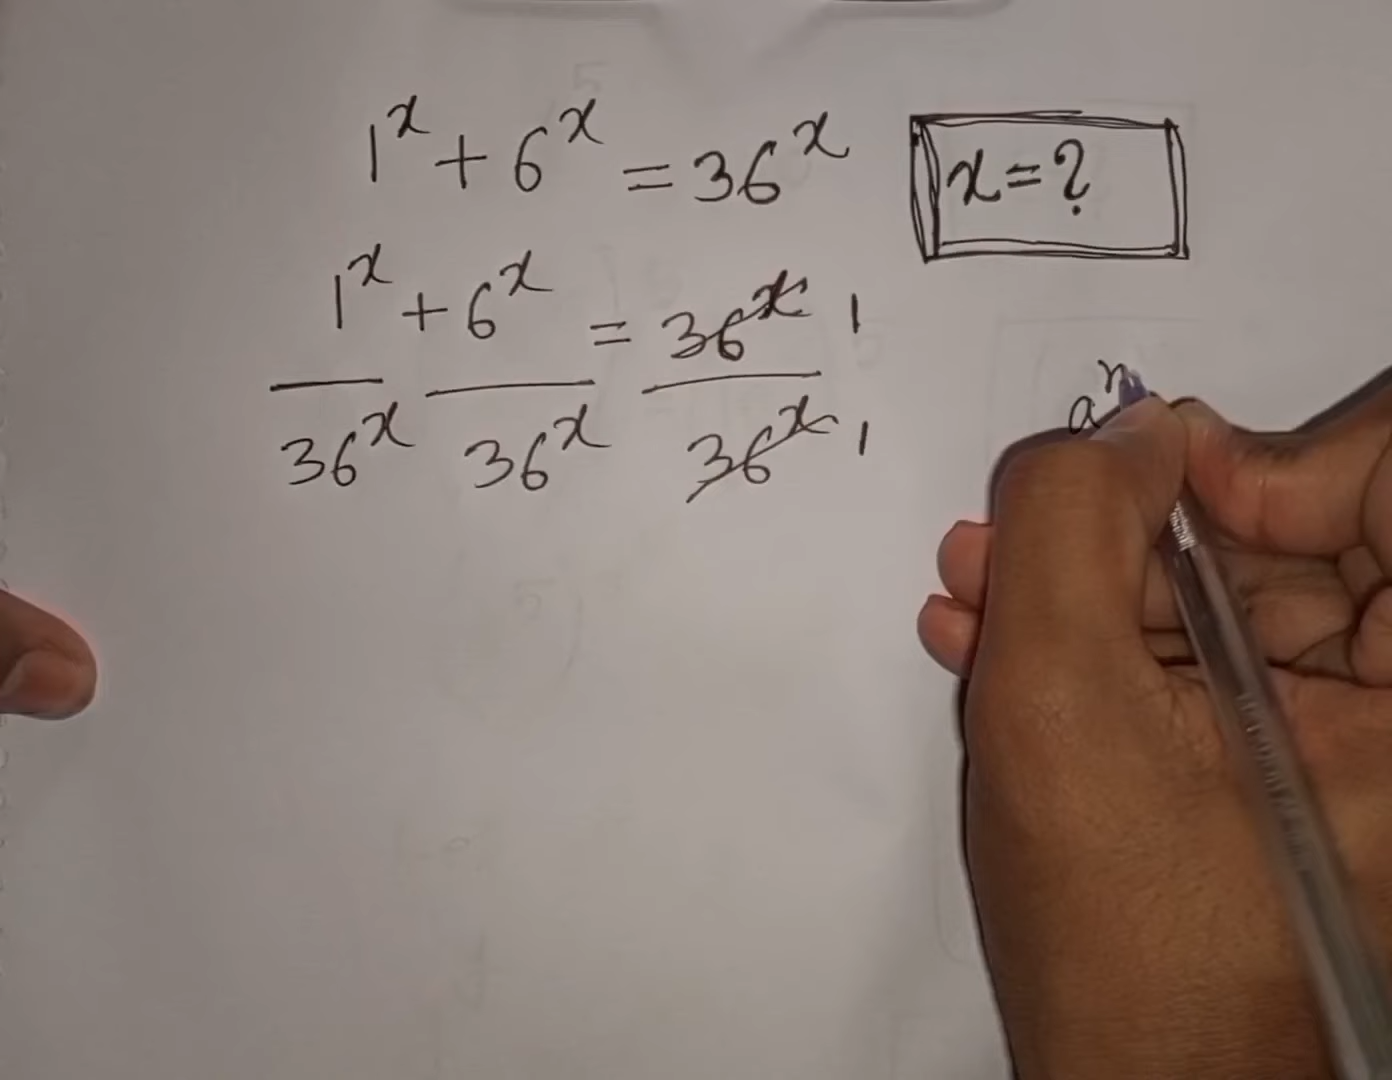 1^x + 6^x = 36^x
x = ?
1^x + 6^x = 36^x 1
36^x 36^x 36^x 1
a^n